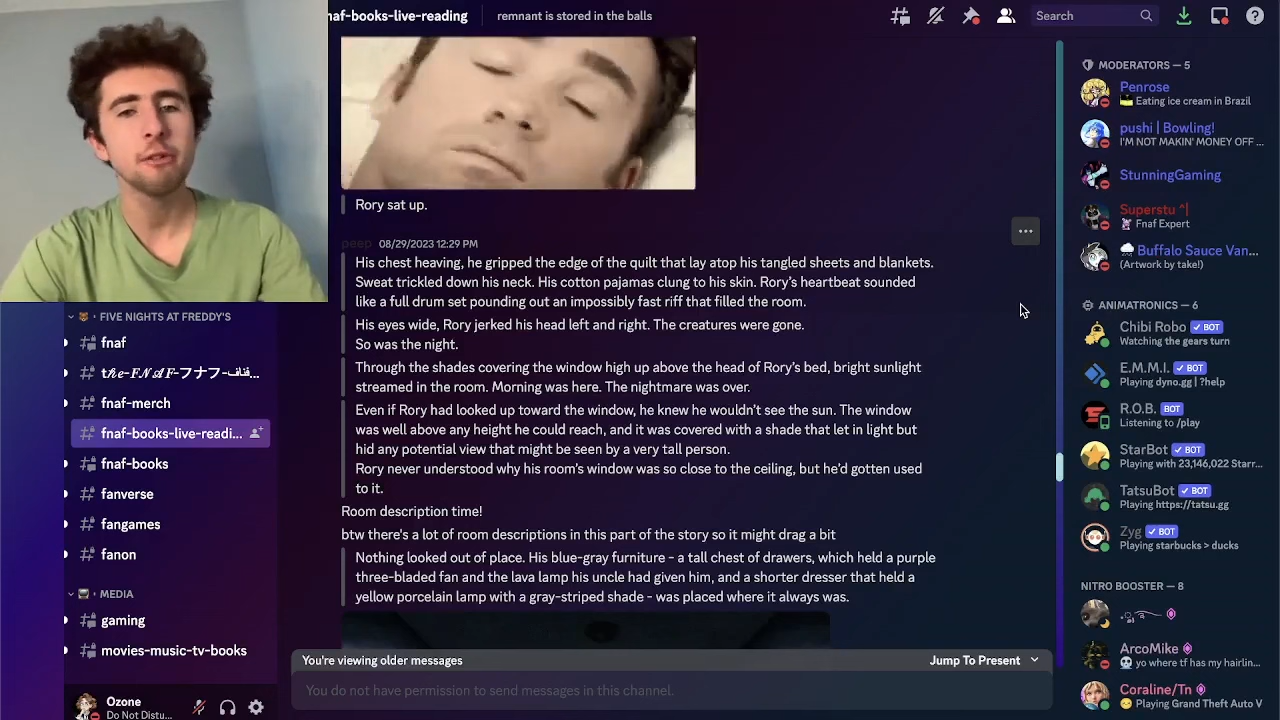 naf-books-live-reading
remnant is stored in the balls
Search
Rory sat up.
peep 08/29/2023 12:29 PM
His chest heaving, he gripped the edge of the quilt that lay atop his tangled sheets and blankets.
Sweat trickled down his neck. His cotton pajamas clung to his skin. Rory's heartbeat sounded
like a full drum set pounding out an impossibly fast riff that filled the room.
His eyes wide, Rory jerked his head left and right. The creatures were gone.
So was the night.
Through the shades covering the window high up above the head of Rory's bed, bright sunlight
streamed in the room. Morning was here. The nightmare was over.
Even if Rory had looked up toward the window, he knew he wouldn't see the sun. The window
was well above any height he could reach, and it was covered with a shade that let in light but
hid any potential view that might be seen by a very tall person.
Rory never understood why his room's window was so close to the ceiling, but he'd gotten used
to it.
Room description time!
btw there's a lot of room descriptions in this part of the story so it might drag a bit
Nothing looked out of place. His blue-gray furniture - a tall chest of drawers, which held a purple
three-bladed fan and the lava lamp his uncle had given him, and a shorter dresser that held a
yellow porcelain lamp with a gray-striped shade - was placed where it always was.
You're viewing older messages
Jump To Present
You do not have permission to send messages in this channel.
FIVE NIGHTS AT FREDDY'S
fnaf
fnaf-merch
fnaf-books-live-readi...
fnaf-books
fanverse
fangames
fanon
MEDIA
gaming
movies-music-tv-books
Ozone
Do Not Distu...
MODERATORS — 5
Penrose
Eating ice cream in Brazil
pushi | Bowling!
I'M NOT MAKIN' MONEY OFF ...
StunningGaming
Superstu ^|
Fnaf Expert
Buffalo Sauce Van...
(Artwork by take!)
ANIMATRONICS — 6
Chibi Robo BOT
Watching the gears turn
E.M.M.I. BOT
Playing dyno.gg | ?help
R.O.B. BOT
Listening to /play
StarBot BOT
Playing with 23,146,022 Starr...
TatsuBot BOT
Playing https://tatsu.gg
Zyg BOT
Playing starbucks > ducks
NITRO BOOSTER — 8
ArcoMike
yo where tf has my hairlin...
Coraline/Tn
Playing Grand Theft Auto V